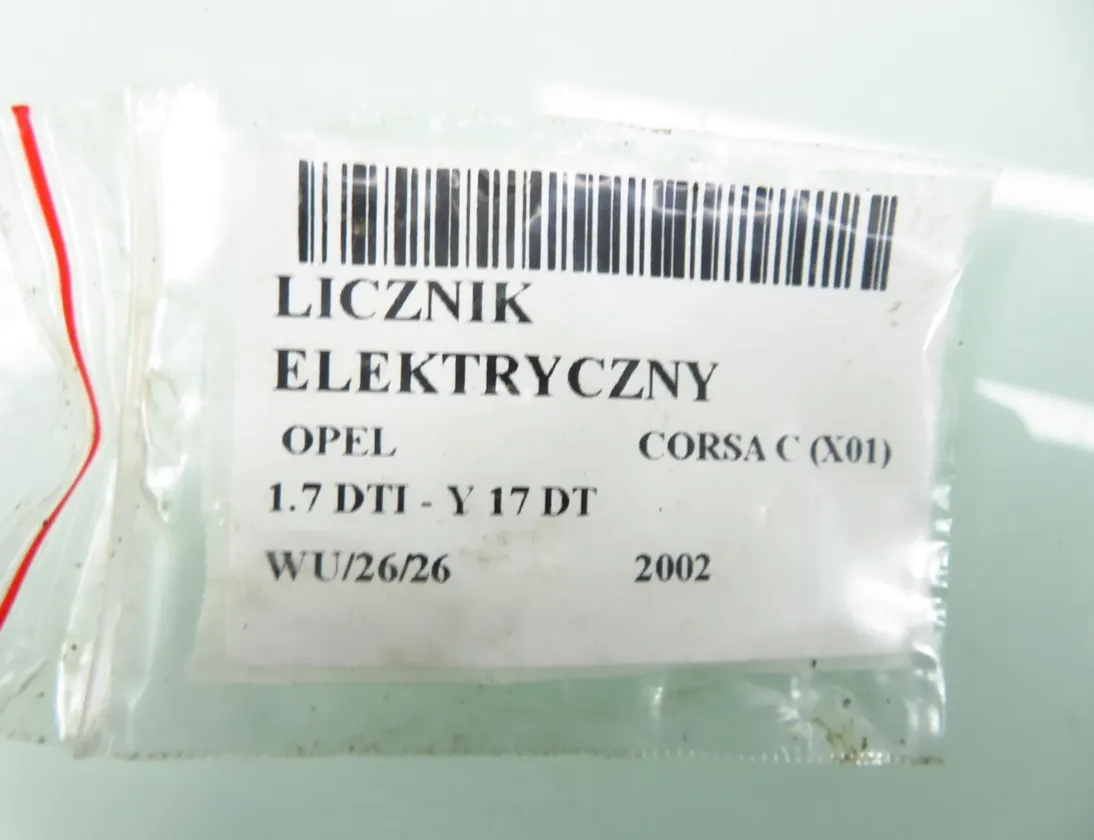 LICZNIK
ELEKTRYCZNY
OPEL CORSA C (X01)
1.7 DTI - Y 17 DT
WU/26/26 2002